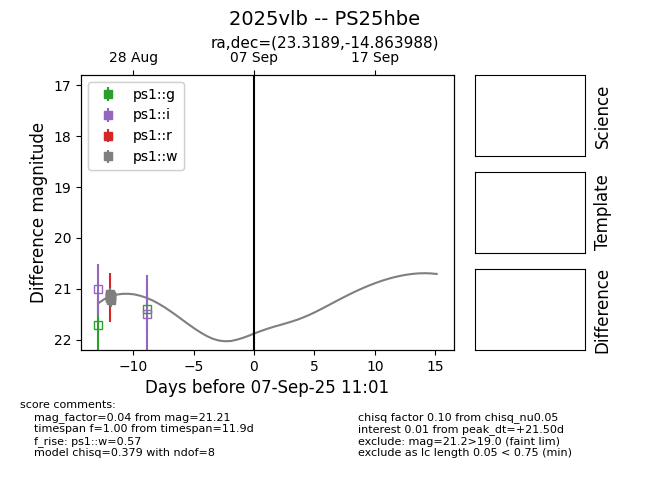 2025vlb -- PS25hbe
ra,dec=(23.3189,-14.863988)
28 Aug 07 Sep 17 Sep
17
18
19
20
21
22
Difference magnitude
ps1::g
ps1::i
ps1::r
ps1::w
−10 −5 0 5 10 15
Days before 07-Sep-25 11:01
Science
Template
Difference
score comments:
mag_factor=0.04 from mag=21.21
timespan f=1.00 from timespan=11.9d
f_rise: ps1::w=0.57
model chisq=0.379 with ndof=8
chisq factor 0.10 from chisq_nu0.05
interest 0.01 from peak_dt=+21.50d
exclude: mag=21.2>19.0 (faint lim)
exclude as lc length 0.05 < 0.75 (min)